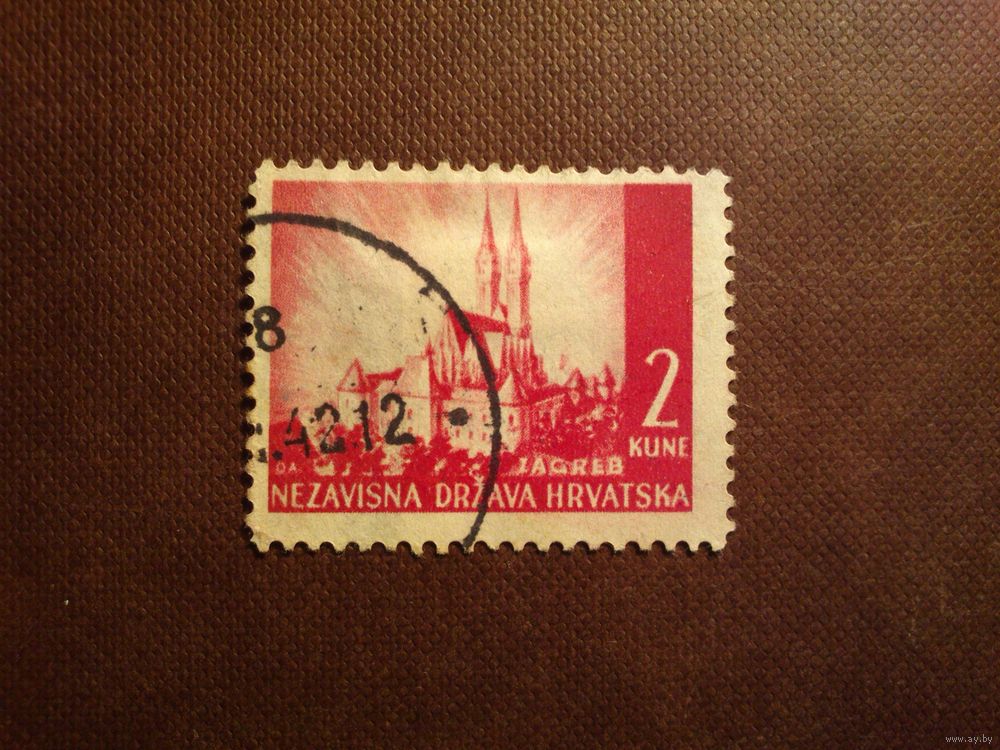 8
.42.12
2
KUNE
ZAGREB
NEZAVISNA DRŽAVA HRVATSKA
www.ay.by